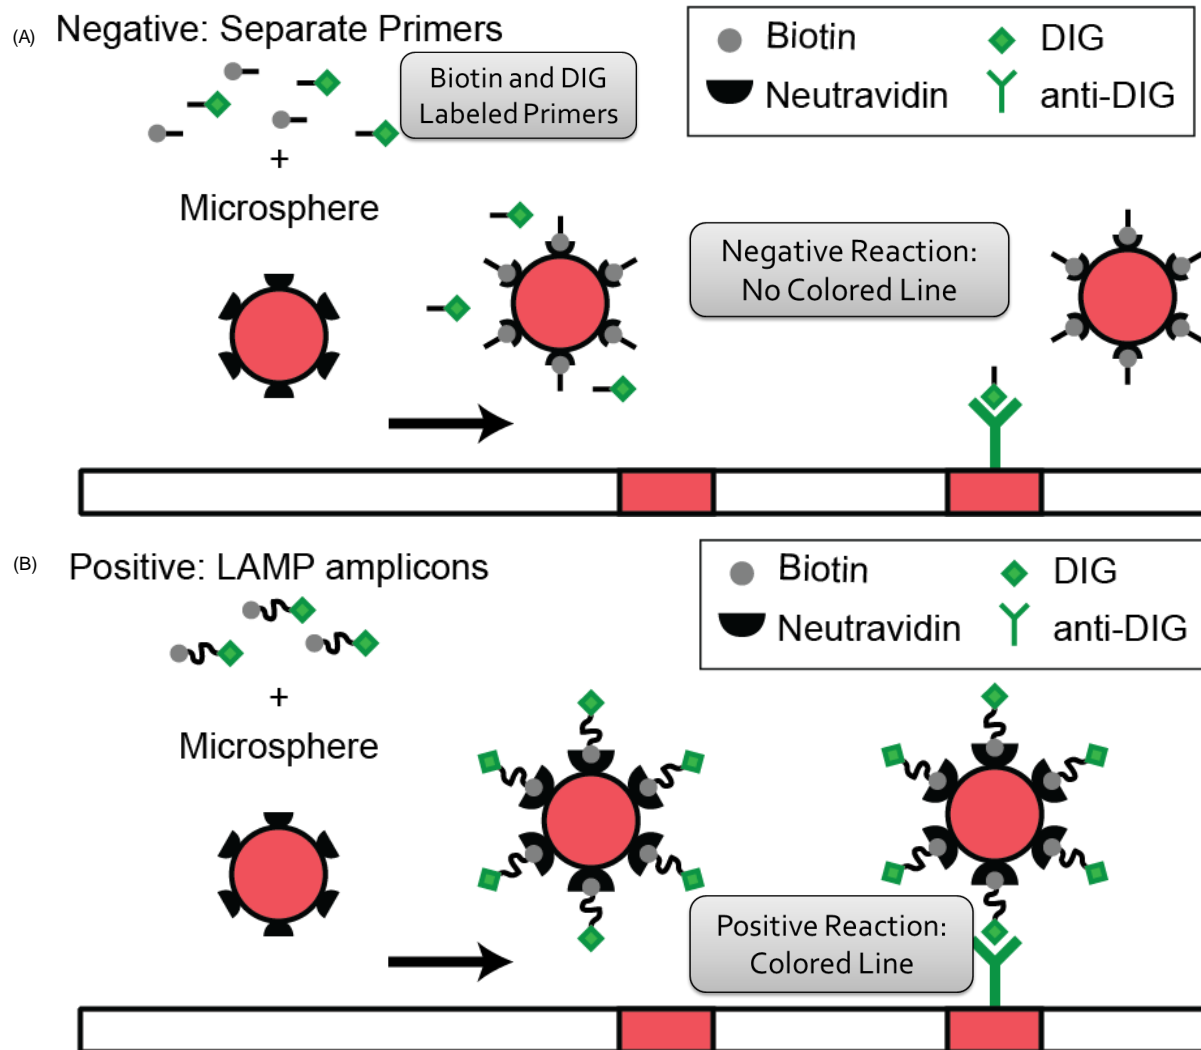 (A) Negative: Separate Primers
Biotin and DIG
Labeled Primers
Biotin
DIG
Neutravidin
anti-DIG
+
Microsphere
Negative Reaction:
No Colored Line
(B) Positive: LAMP amplicons
Biotin
DIG
Neutravidin
anti-DIG
+
Microsphere
Positive Reaction:
Colored Line